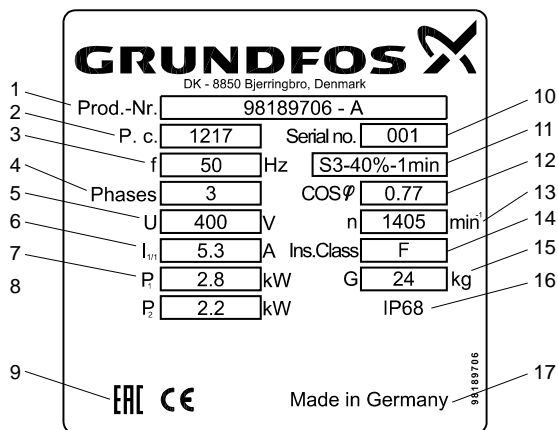 GRUNDFOS
DK - 8850 Bjerringbro, Denmark
1 Prod.-Nr. 98189706 - A
2 P. c. 1217 Serial no. 001 10
3 f 50 Hz S3-40%-1min 11
4 Phases 3 COSφ 0.77 12
5 U 400 V n 1405 min⁻¹ 13
6 I1/1 5.3 A Ins.Class F 14
7 P1 2.8 kW G 24 kg 15
8 P2 2.2 kW IP68 16
9 EAC CE Made in Germany 17
98189706